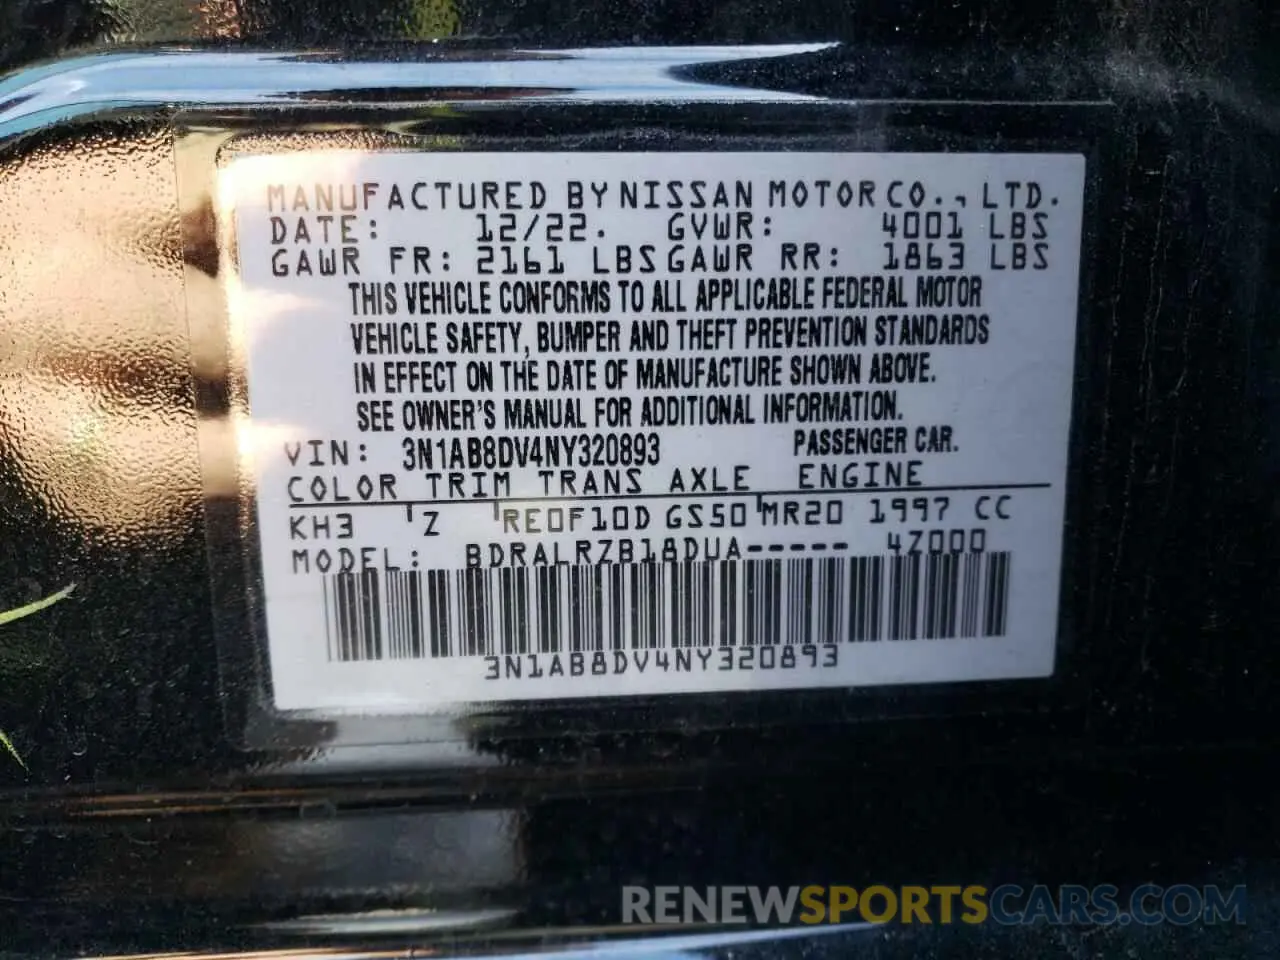 MANUFACTURED BY NISSAN MOTOR CO., LTD.
DATE: 12/22. GVWR: 4001 LBS
GAWR FR: 2161 LBS GAWR RR: 1863 LBS
THIS VEHICLE CONFORMS TO ALL APPLICABLE FEDERAL MOTOR
VEHICLE SAFETY, BUMPER AND THEFT PREVENTION STANDARDS
IN EFFECT ON THE DATE OF MANUFACTURE SHOWN ABOVE.
SEE OWNER'S MANUAL FOR ADDITIONAL INFORMATION.
VIN: 3N1AB8DV4NY320893 PASSENGER CAR.
COLOR TRIM TRANS AXLE ENGINE
KH3 Z RE0F10D GS50 MR20 1997 CC
MODEL: BDRALRZB18DUA----- 4Z000
3N1AB8DV4NY320893
RENEWSPORTSCARS.COM